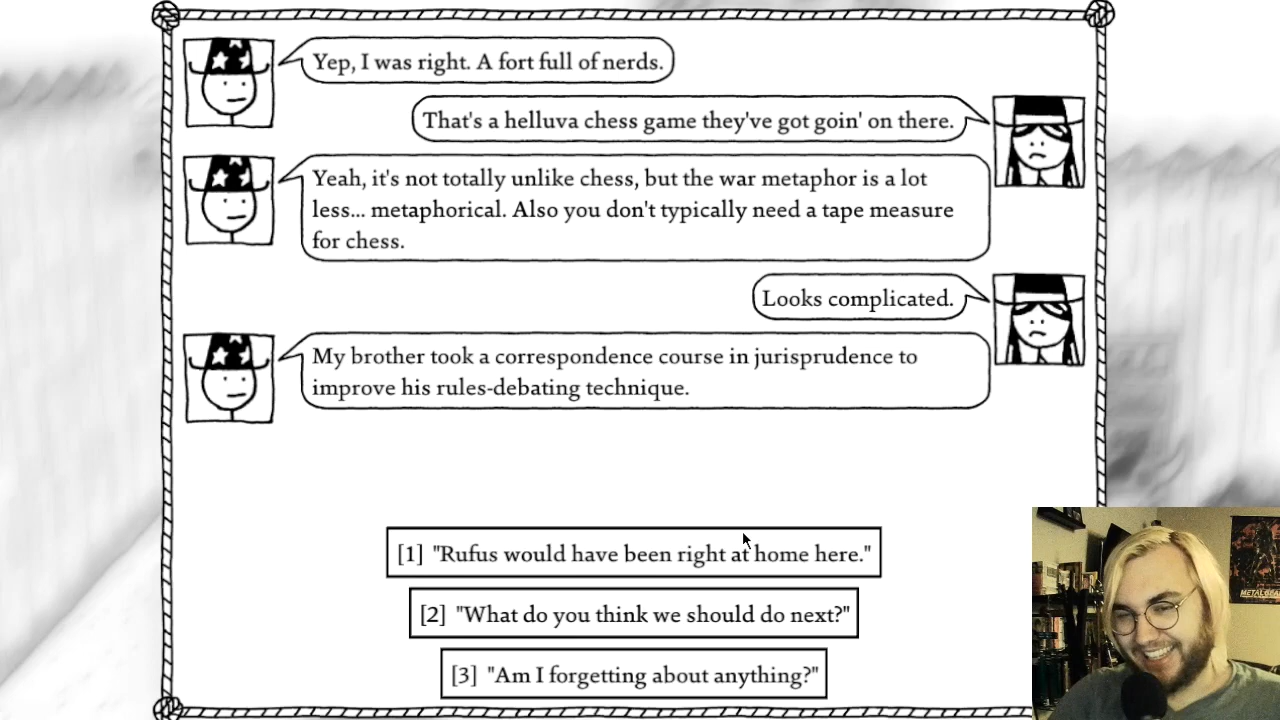 Yep, I was right. A fort full of nerds.
That's a helluva chess game they've got goin' on there.
Yeah, it's not totally unlike chess, but the war metaphor is a lot
less... metaphorical. Also you don't typically need a tape measure
for chess.
Looks complicated.
My brother took a correspondence course in jurisprudence to
improve his rules-debating technique.
[1] "Rufus would have been right at home here."
[2] "What do you think we should do next?"
[3] "Am I forgetting about anything?"
METAL GEAR